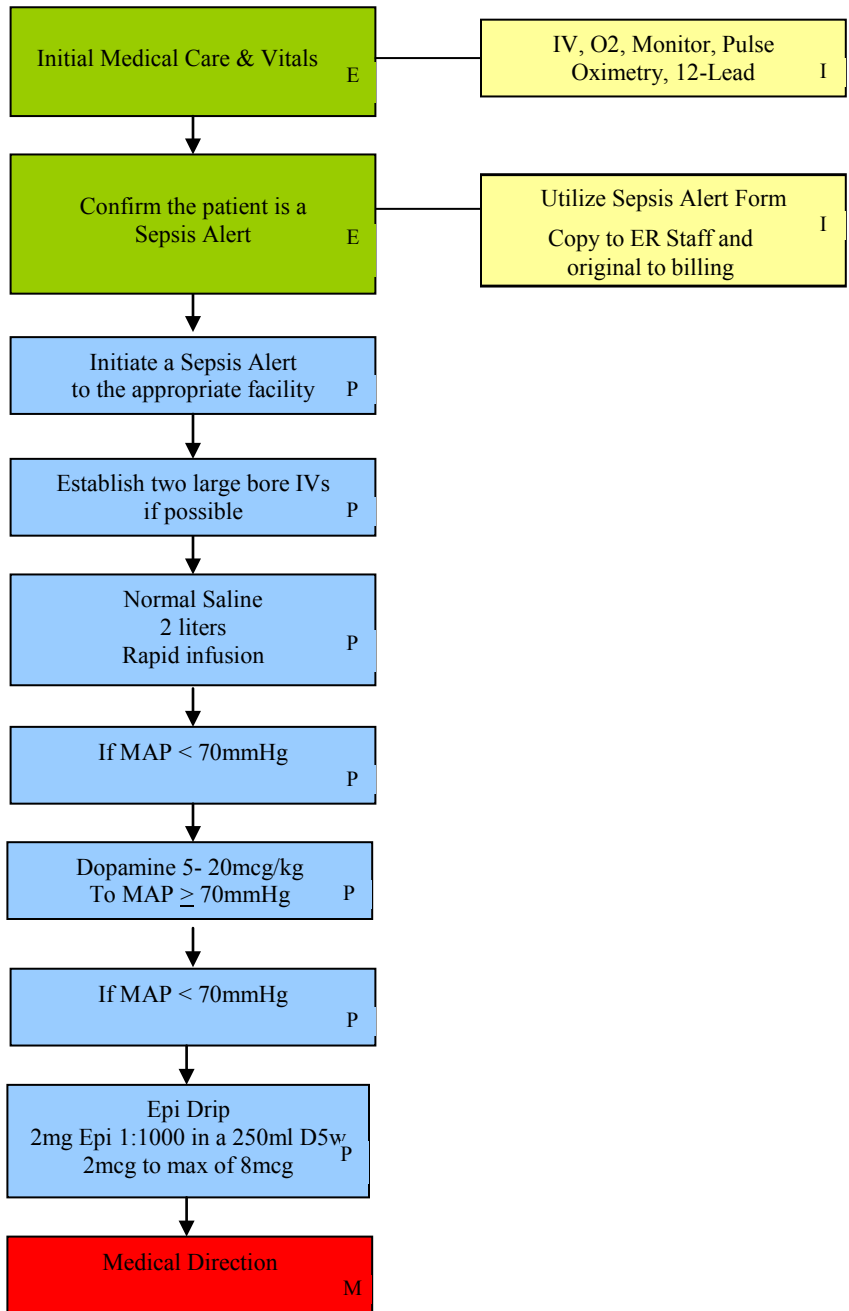 Initial Medical Care & Vitals
E
IV, O2, Monitor, Pulse
Oximetry, 12-Lead
I
Confirm the patient is a
Sepsis Alert
E
Utilize Sepsis Alert Form
I
Copy to ER Staff and
original to billing
Initiate a Sepsis Alert
to the appropriate facility
P
Establish two large bore IVs
if possible
P
Normal Saline
2 liters
Rapid infusion
P
If MAP < 70mmHg
P
Dopamine 5- 20mcg/kg
To MAP ≥ 70mmHg
P
If MAP < 70mmHg
P
Epi Drip
2mg Epi 1:1000 in a 250ml D5w
2mcg to max of 8mcg
P
Medical Direction
M